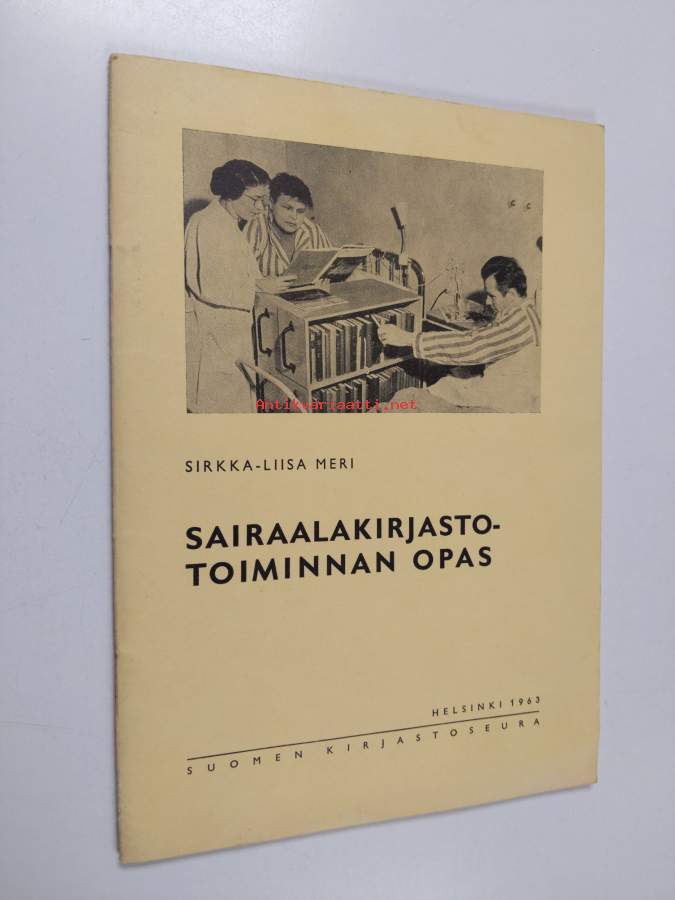 Antikvariaatti.net
SIRKKA-LIISA MERI
SAIRAALAKIRJASTO-
TOIMINNAN OPAS
HELSINKI 1963
SUOMEN KIRJASTOSEURA